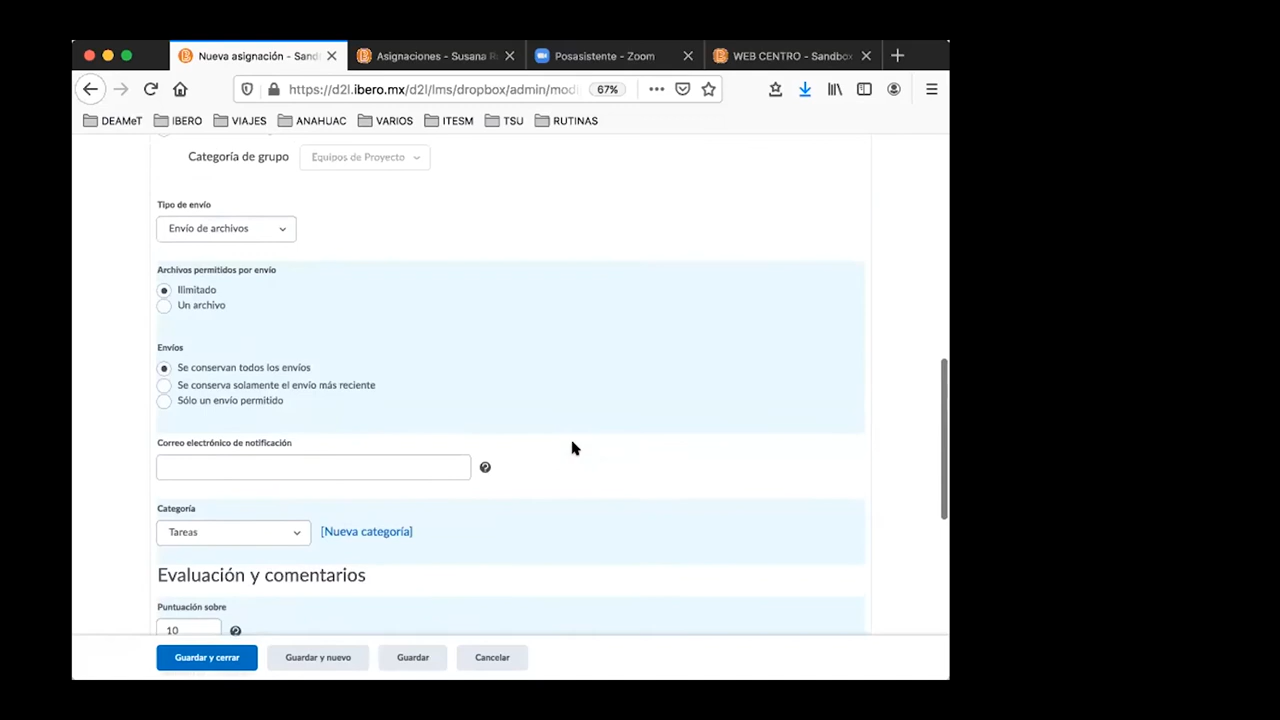 Nueva asignación - Sand
Asignaciones - Susana R
Posasistente - Zoom
WEB CENTRO - Sandbox
https://d2l.ibero.mx/d2l/lms/dropbox/admin/mod
67%
DEAMeT
IBERO
VIAJES
ANAHUAC
VARIOS
ITESM
TSU
RUTINAS
Categoría de grupo
Equipos de Proyecto
Tipo de envío
Envío de archivos
Archivos permitidos por envío
Ilimitado
Un archivo
Envíos
Se conservan todos los envíos
Se conserva solamente el envío más reciente
Sólo un envío permitido
Correo electrónico de notificación
Categoría
Tareas
[Nueva categoría]
Evaluación y comentarios
Puntuación sobre
10
Guardar y cerrar
Guardar y nuevo
Guardar
Cancelar